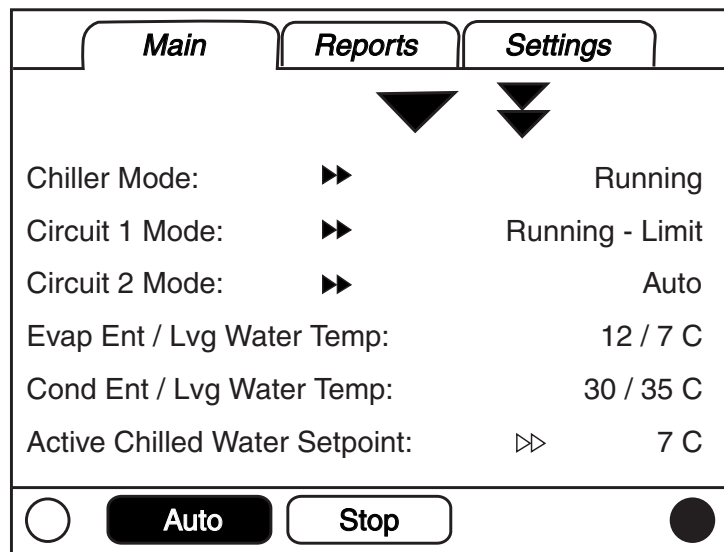 Main Reports Settings
Chiller Mode: Running
Circuit 1 Mode: Running - Limit
Circuit 2 Mode: Auto
Evap Ent / Lvg Water Temp: 12 / 7 C
Cond Ent / Lvg Water Temp: 30 / 35 C
Active Chilled Water Setpoint: 7 C
Auto Stop